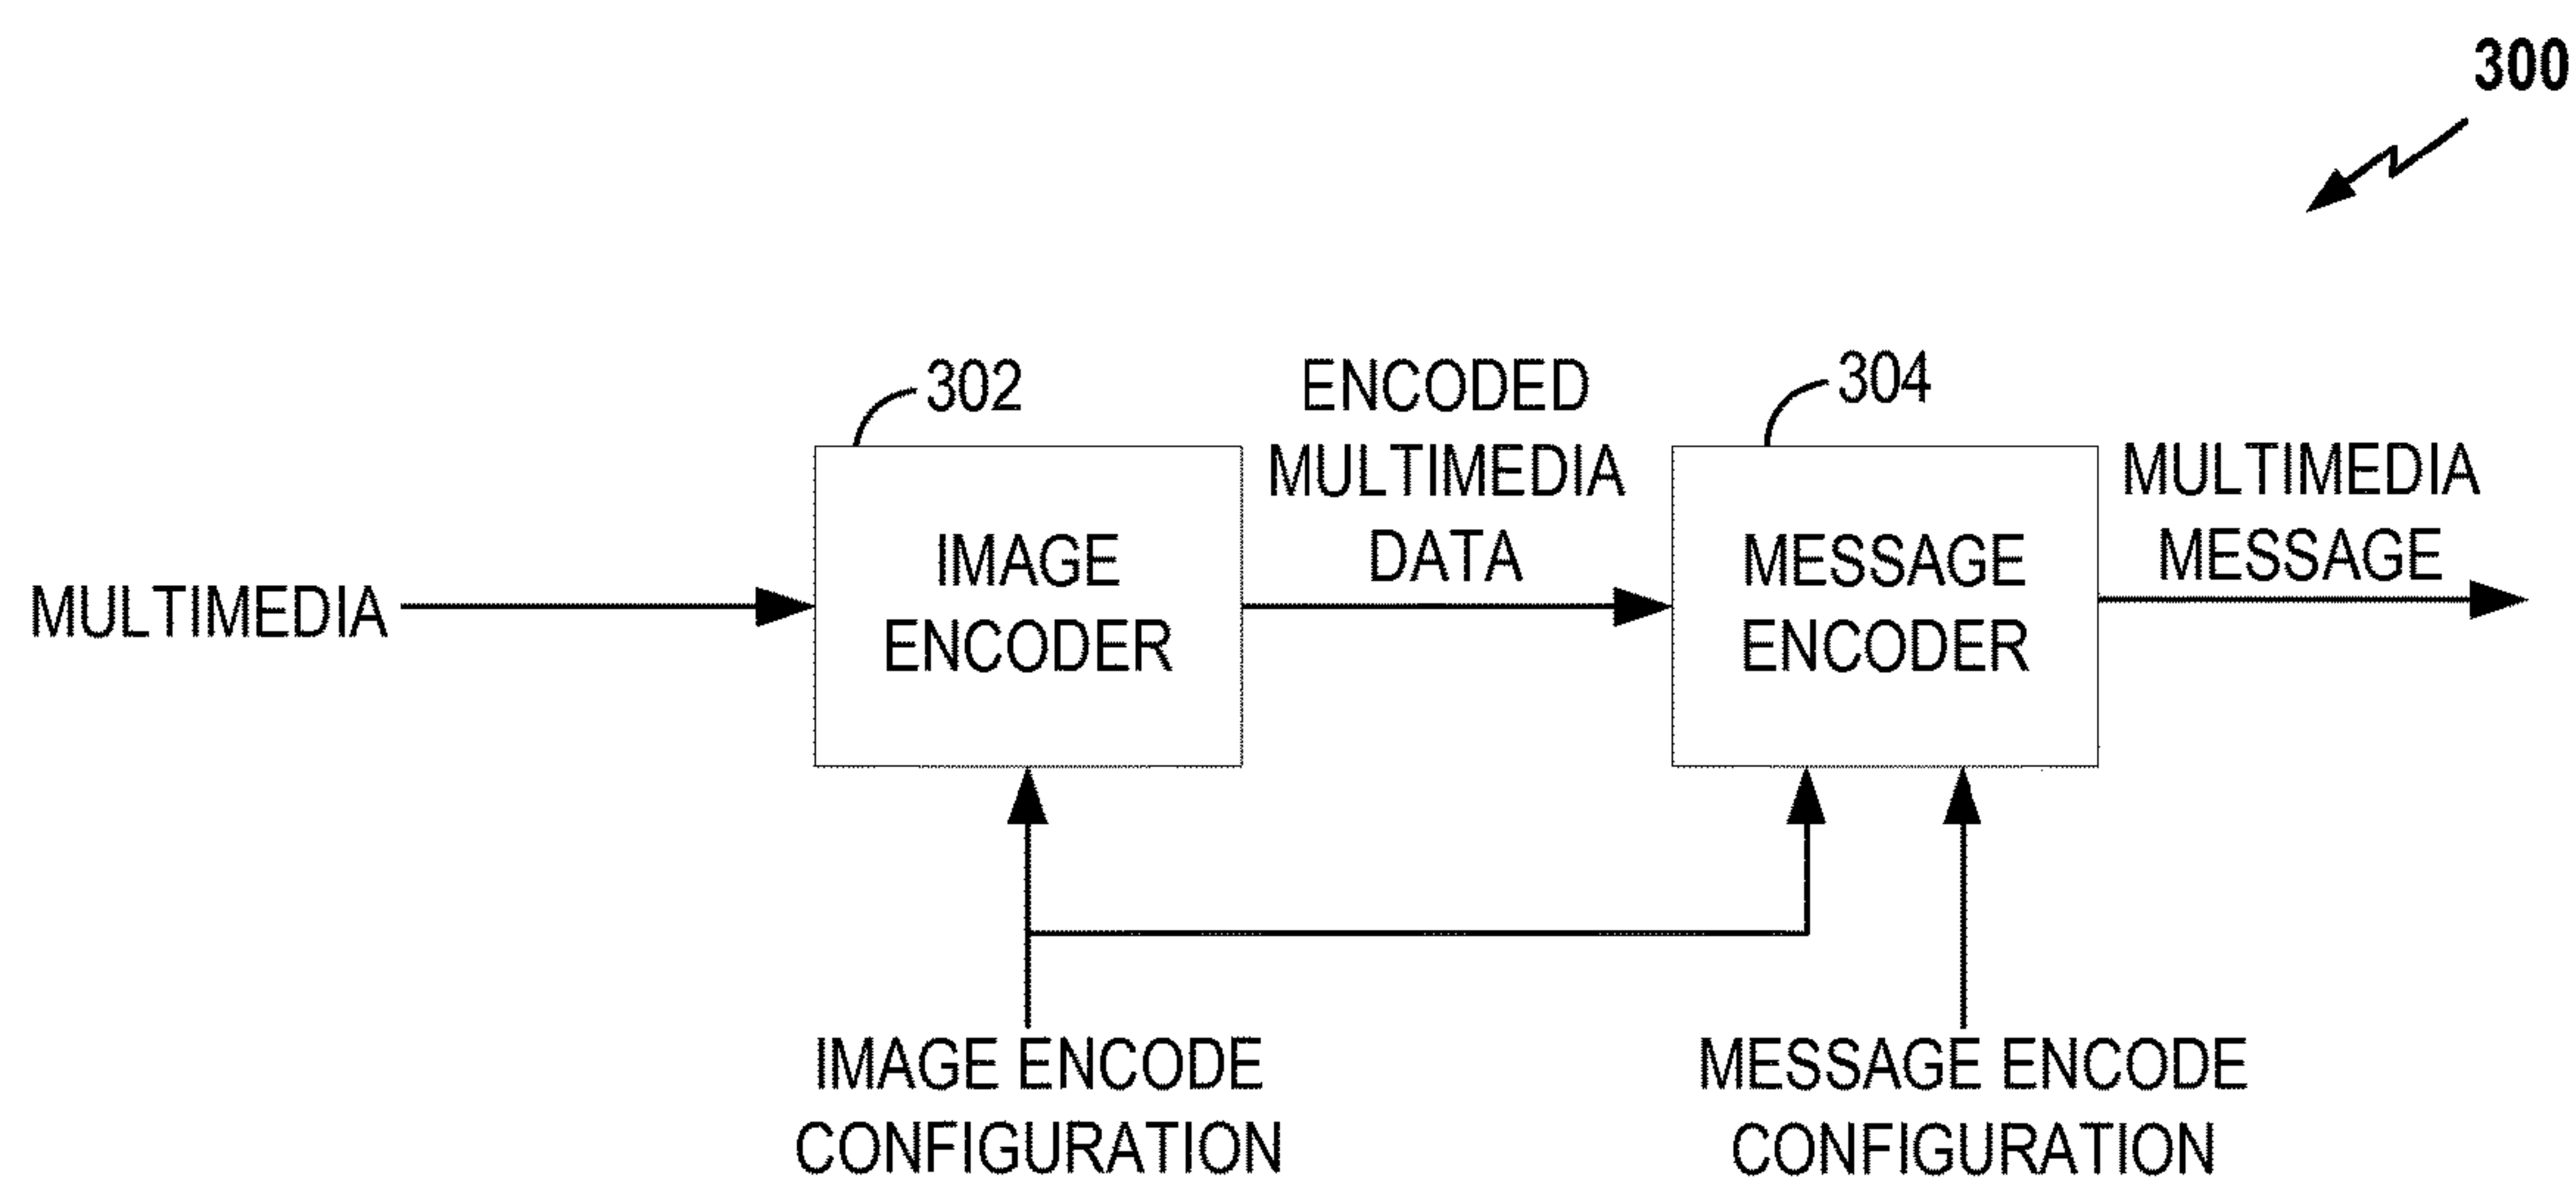 300
302
ENCODED
MULTIMEDIA
DATA
304
MULTIMEDIA
MESSAGE
MULTIMEDIA
IMAGE
ENCODER
MESSAGE
ENCODER
IMAGE ENCODE
CONFIGURATION
MESSAGE ENCODE
CONFIGURATION